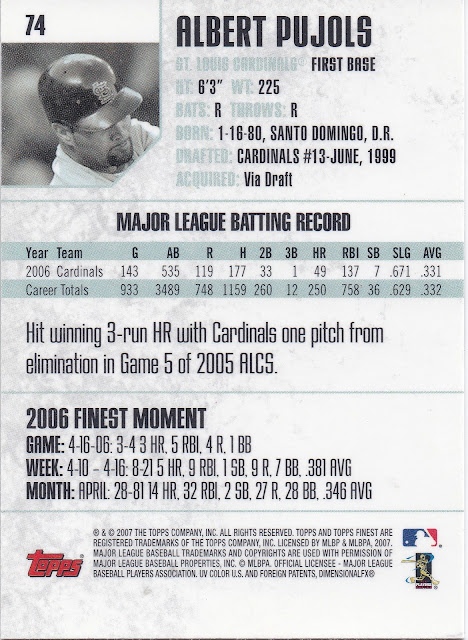 74
ALBERT PUJOLS
ST. LOUIS CARDINALS® FIRST BASE
HT: 6'3" WT: 225
BATS: R THROWS: R
BORN: 1-16-80, SANTO DOMINGO, D.R.
DRAFTED: CARDINALS #13-JUNE, 1999
ACQUIRED: Via Draft
MAJOR LEAGUE BATTING RECORD
Year Team G AB R H 2B 3B HR RBI SB SLG AVG
2006 Cardinals 143 535 119 177 33 1 49 137 7 .671 .331
Career Totals 933 3489 748 1159 260 12 250 758 36 .629 .332
Hit winning 3-run HR with Cardinals one pitch from
elimination in Game 5 of 2005 ALCS.
2006 FINEST MOMENT
GAME: 4-16-06: 3-4 3 HR, 5 RBI, 4 R, 1 BB
WEEK: 4-10 – 4-16: 8-21 5 HR, 9 RBI, 1 SB, 9 R, 7 BB, .381 AVG
MONTH: APRIL: 28-81 14 HR, 32 RBI, 2 SB, 27 R, 28 BB, .346 AVG
® & © 2007 THE TOPPS COMPANY, INC. ALL RIGHTS RESERVED. TOPPS AND TOPPS FINEST ARE
REGISTERED TRADEMARKS OF THE TOPPS COMPANY, INC. LICENSED BY MLBP & MLBPA, 2007.
MAJOR LEAGUE BASEBALL TRADEMARKS AND COPYRIGHTS ARE USED WITH PERMISSION OF
MAJOR LEAGUE BASEBALL PROPERTIES, INC. © MLBPA. OFFICIAL LICENSEE - MAJOR LEAGUE
BASEBALL PLAYERS ASSOCIATION. UV COLOR U.S. AND FOREIGN PATENTS, DIMENSIONALFX®
Topps